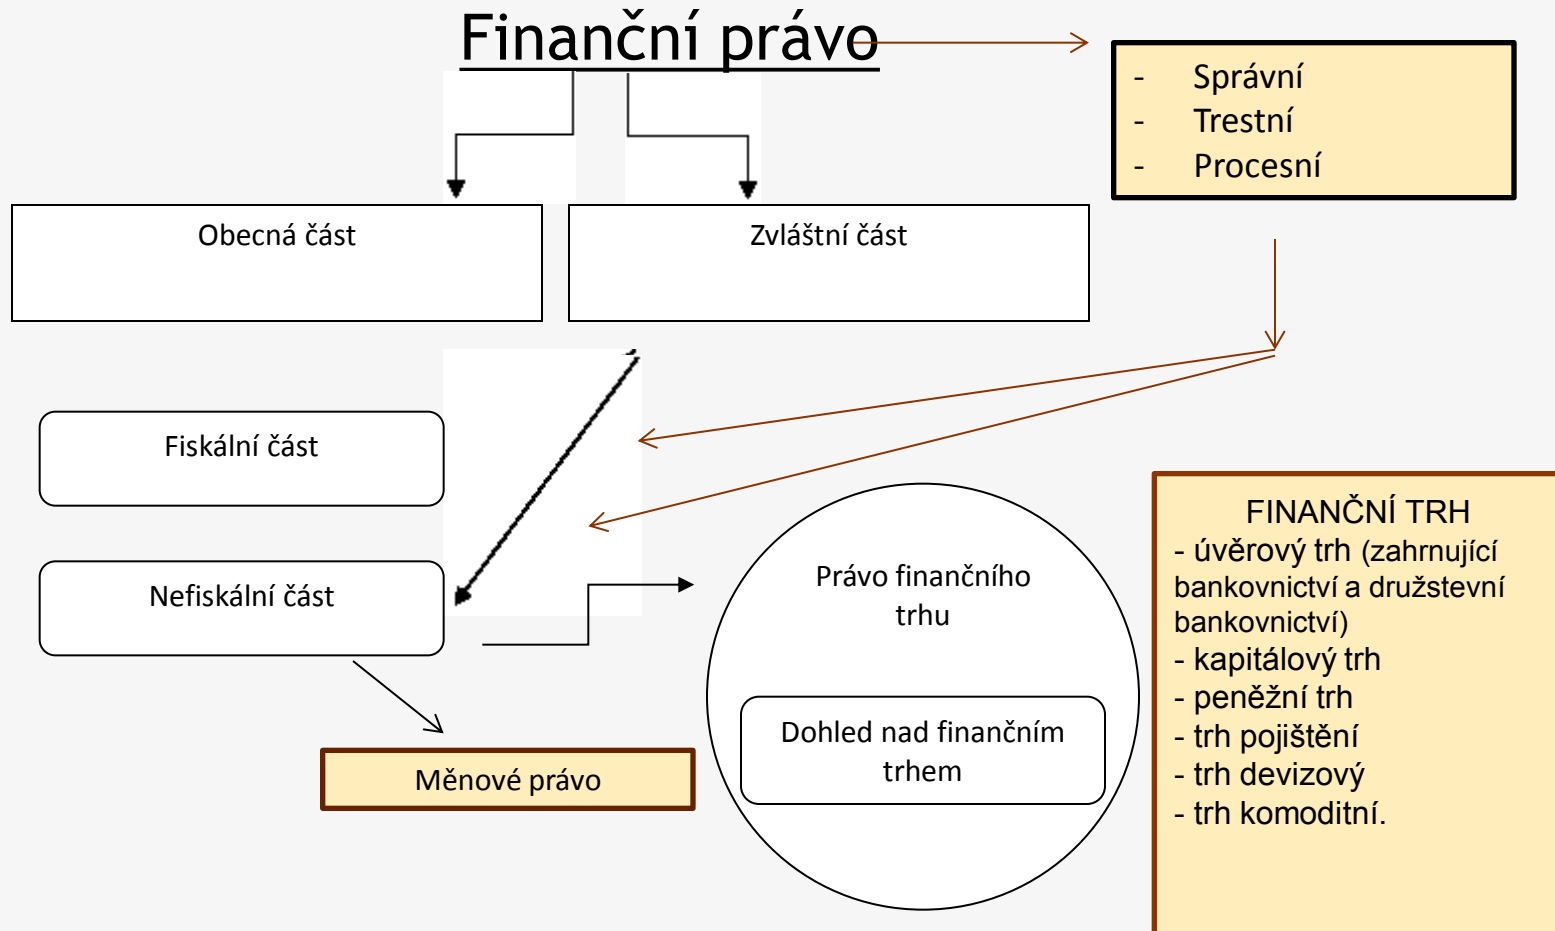 Finanční právo
- Správní
- Trestní
- Procesní
Obecná část
Zvláštní část
Fiskální část
Nefiskální část
Měnové právo
Právo finančního
trhu
Dohled nad finančním
trhem
FINANČNÍ TRH
- úvěrový trh (zahrnující
bankovnictví a družstevní
bankovnictví)
- kapitálový trh
- peněžní trh
- trh pojištění
- trh devizový
- trh komoditní.